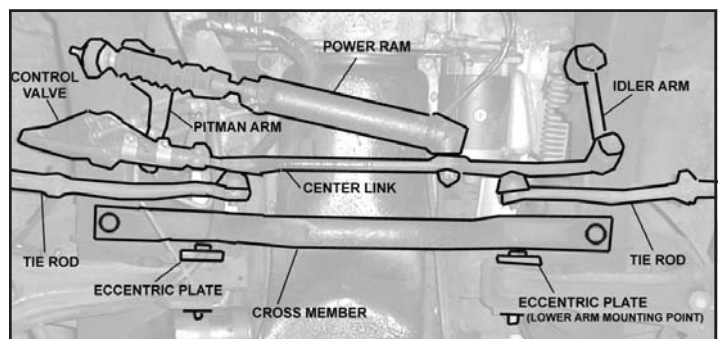 POWER RAM
CONTROL
VALVE
IDLER ARM
PITMAN ARM
CENTER LINK
TIE ROD
TIE ROD
ECCENTRIC PLATE
ECCENTRIC PLATE
(LOWER ARM MOUNTING POINT)
CROSS MEMBER